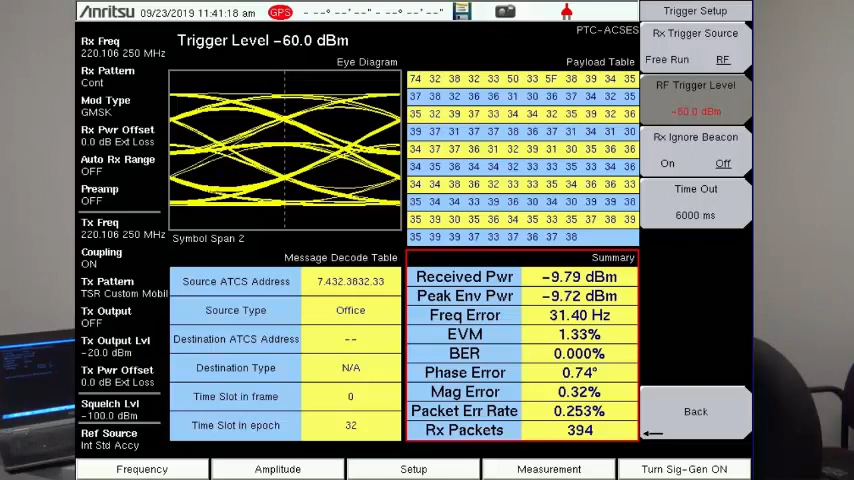 Anritsu 09/23/2019 11:41:18 am GPS --°--'--.--" --°--'--.--"
Trigger Setup
PTC-ACSES
Trigger Level -60.0 dBm
Rx Freq
220.106 250 MHz
Rx Pattern
Cont
Mod Type
GMSK
Rx Pwr Offset
0.0 dB Ext Loss
Auto Rx Range
OFF
Preamp
OFF
Tx Freq
220.106 250 MHz
Coupling
ON
Tx Pattern
TSR Custom Mobil
Tx Output
OFF
Tx Output Lvl
-20.0 dBm
Tx Pwr Offset
0.0 dB Ext Loss
Squelch Lvl
-100.0 dBm
Ref Source
Int Std Accy
Eye Diagram
Symbol Span 2
Payload Table
74 32 38 32 33 50 33 5F 38 39 34 35
37 38 32 36 36 31 30 36 37 34 32 35
35 32 39 37 33 34 34 32 35 39 32 36
39 37 31 37 37 38 36 37 31 34 31 30
34 37 37 36 31 32 39 31 30 35 36 36
34 35 36 34 37 32 35 35 33 34 36
34 34 38 36 32 33 33 35 34 36 36 33
35 34 34 30 33 32 36 34 36 39 39 38
35 39 30 35 36 34 34 35 35 37 38 39
35 39 39 37 33 37 36 37 38
Message Decode Table
Source ATCS Address 7.432.3832.33
Source Type Office
Destination ATCS Address --
Destination Type N/A
Time Slot in frame 0
Time Slot in epoch 32
Summary
Received Pwr -9.79 dBm
Peak Env Pwr -9.72 dBm
Freq Error 31.40 Hz
EVM 1.33%
BER 0.000%
Phase Error 0.74°
Mag Error 0.32%
Packet Err Rate 0.253%
Rx Packets 394
Rx Trigger Source
Free Run RF
RF Trigger Level
-60.0 dBm
Rx Ignore Beacon
On Off
Time Out
6000 ms
Back
Frequency Amplitude Setup Measurement Turn Sig-Gen ON